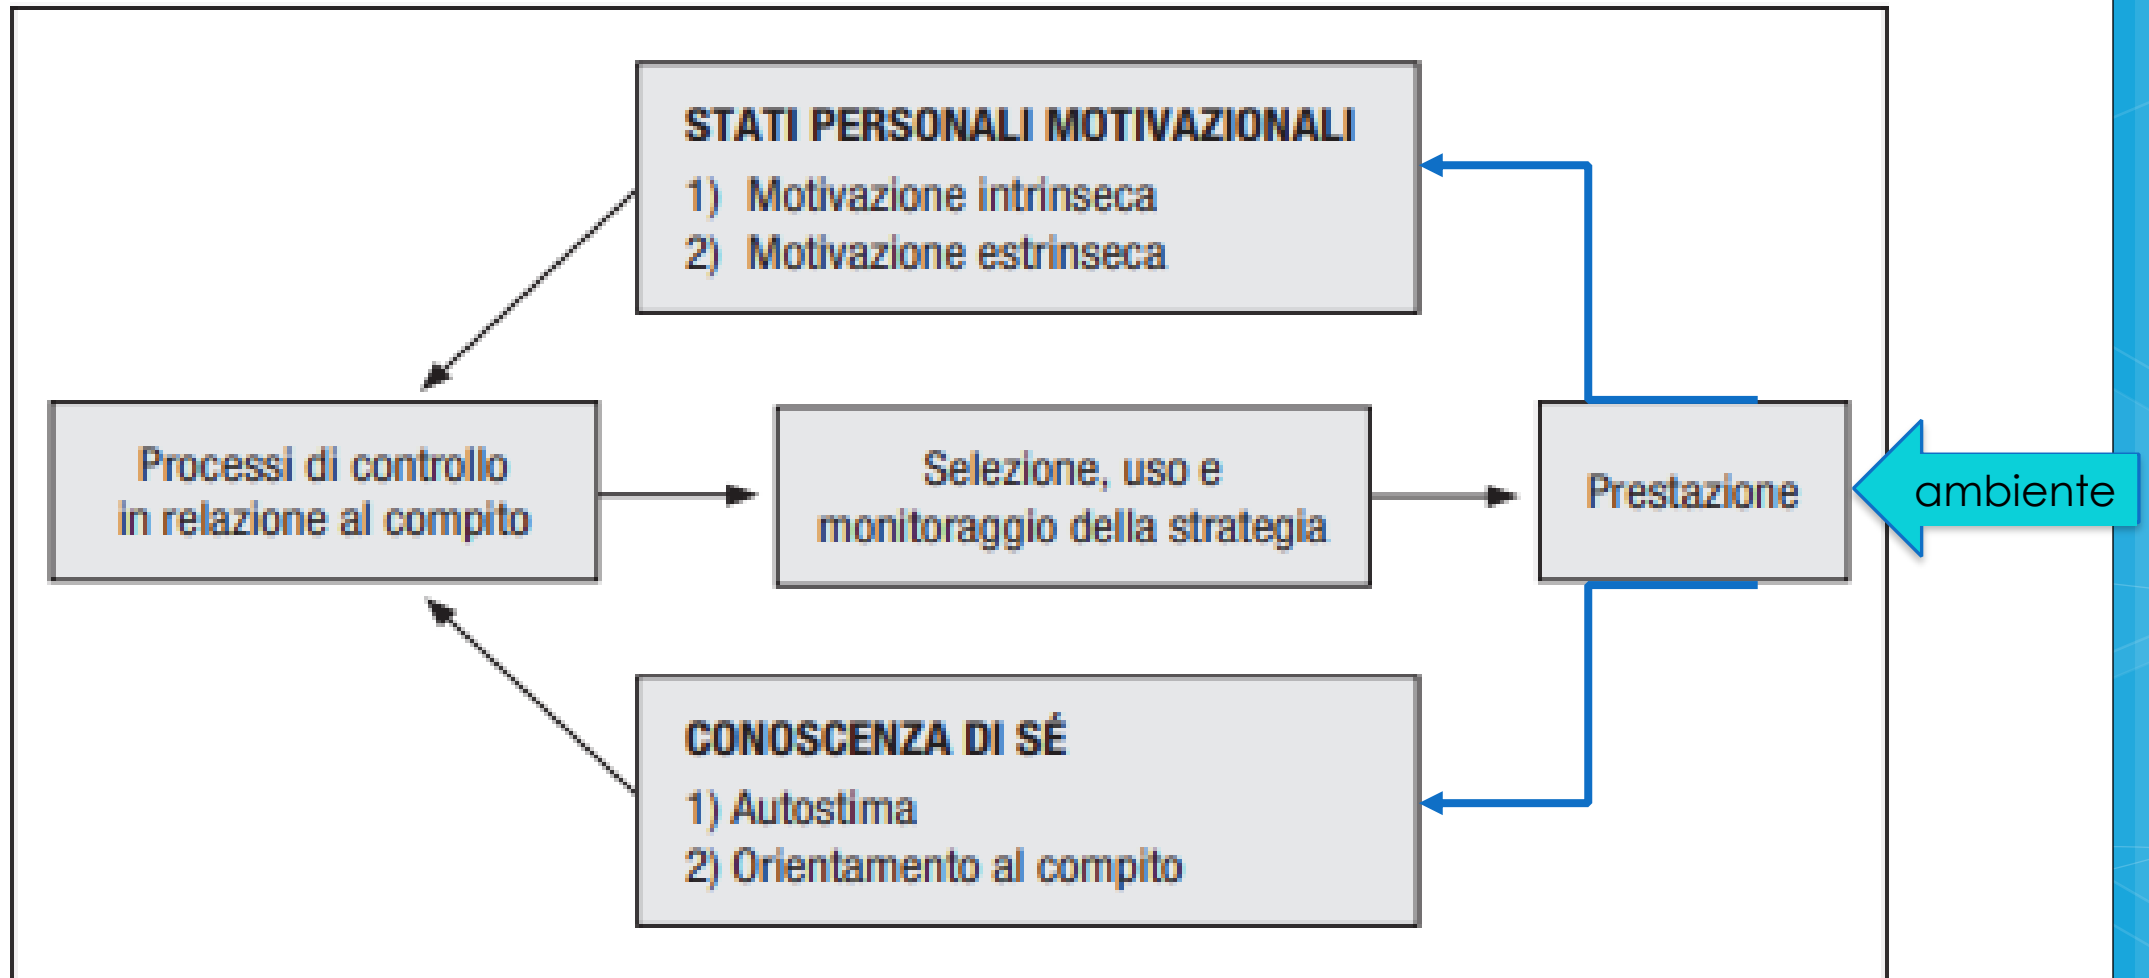 STATI PERSONALI MOTIVAZIONALI
1) Motivazione intrinseca
2) Motivazione estrinseca
Processi di controllo
in relazione al compito
Selezione, uso e
monitoraggio della strategia
Prestazione
ambiente
CONOSCENZA DI SÉ
1) Autostima
2) Orientamento al compito